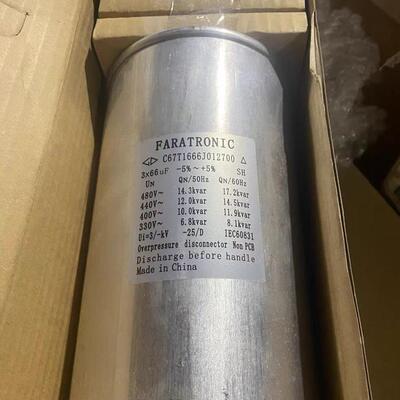 FARATRONIC
C67T1666J012700 △
3×66uF -5%~+5% SH
UN QN/50Hz QN/60Hz
480V~ 14.3kvar 17.2kvar
440V~ 12.0kvar 14.5kvar
400V~ 10.0kvar 11.9kvar
330V~ 6.8kvar 8.1kvar
Ui=3/-kV -25/D IEC60831
Overpressure disconnector Non PCB
Discharge before handle
Made in China